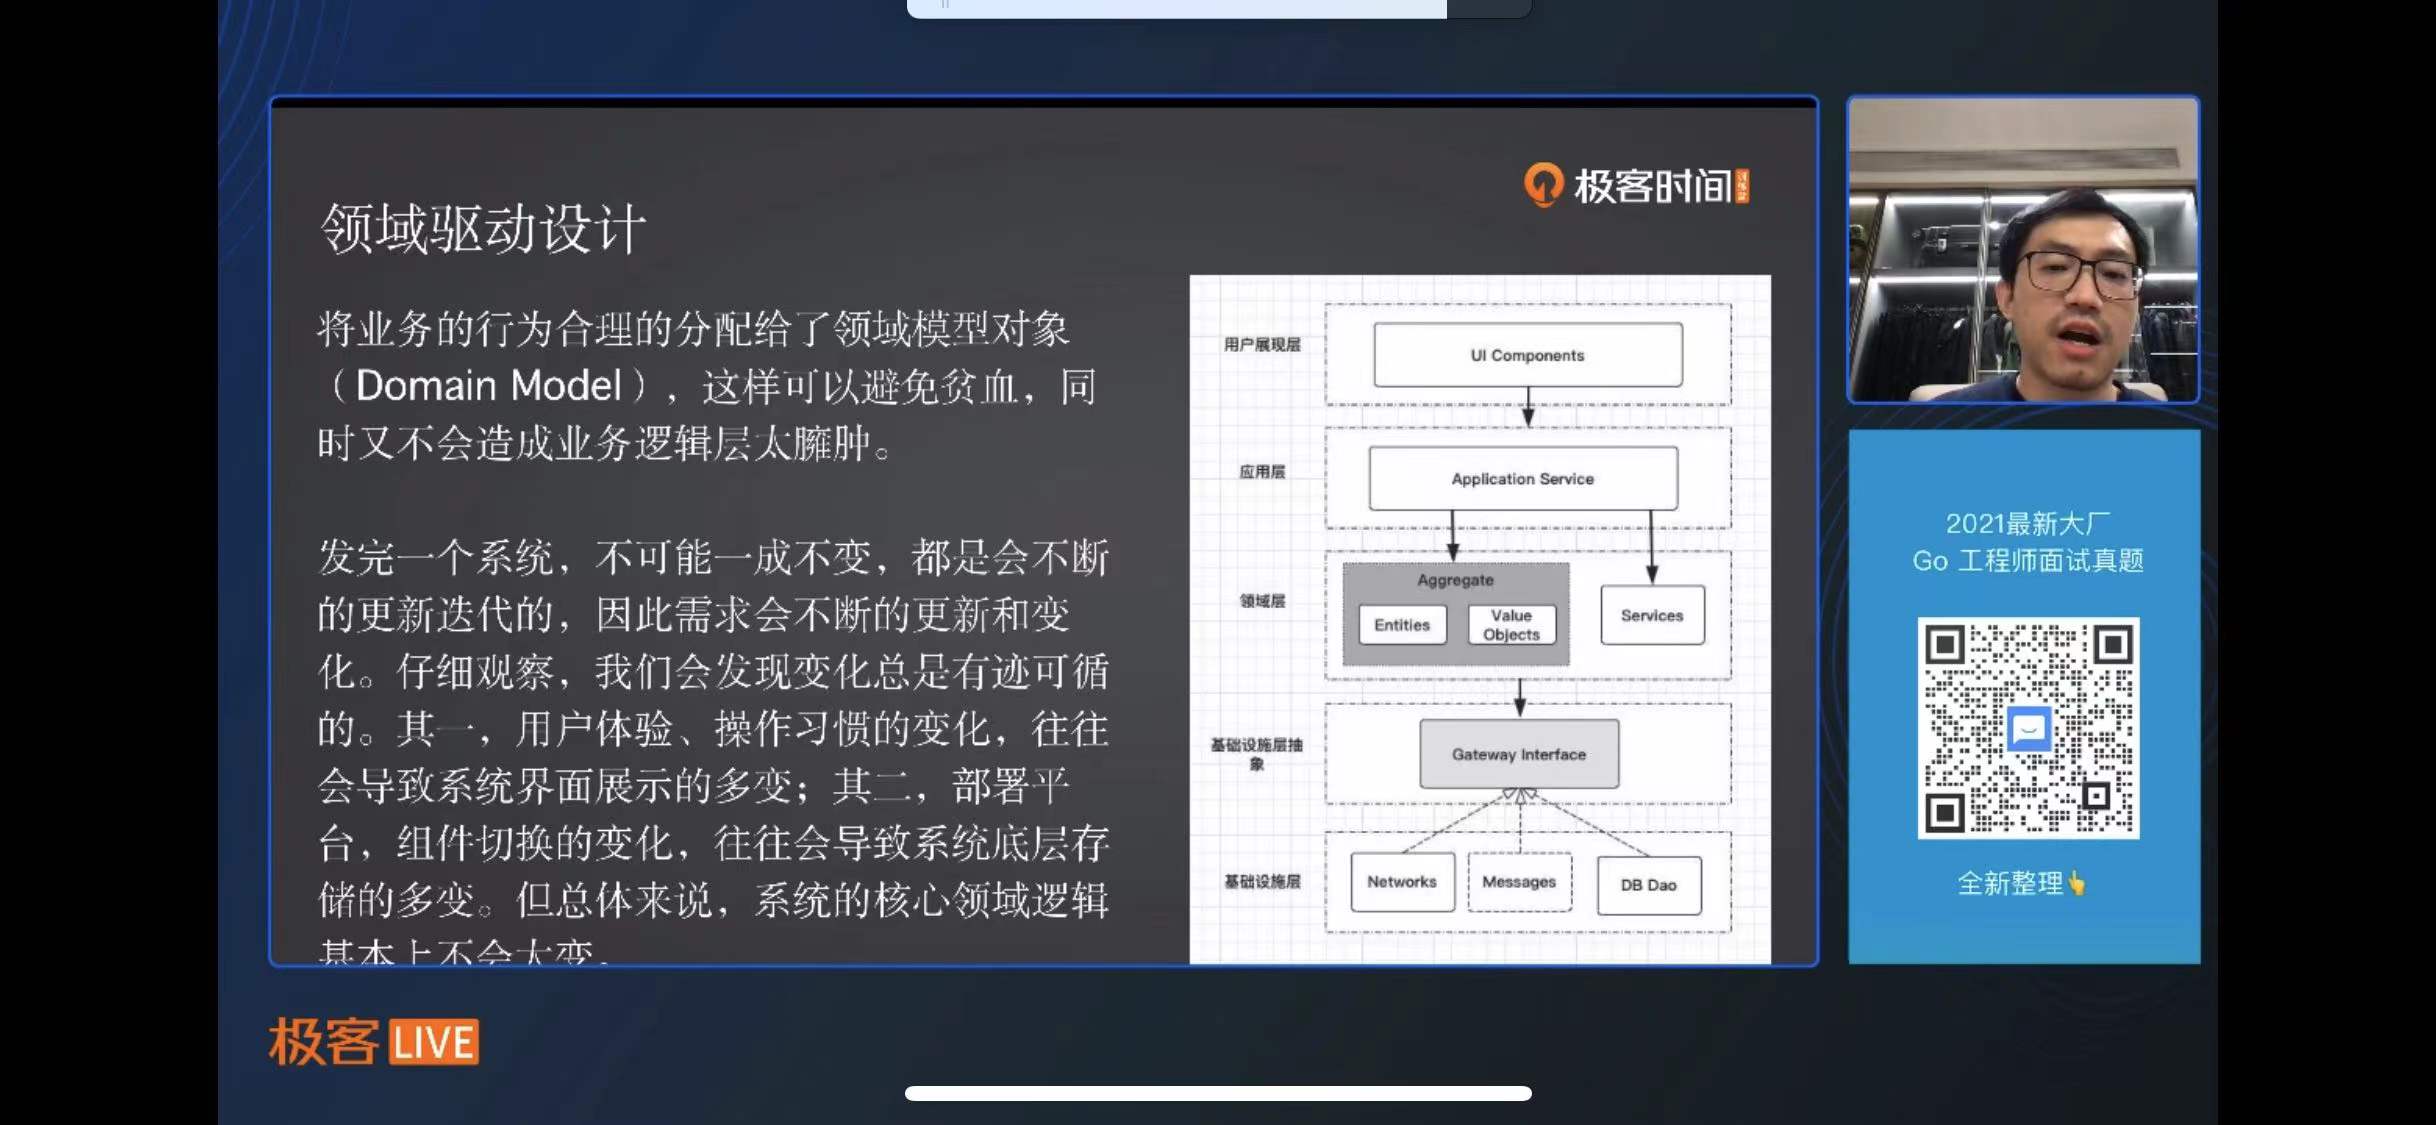 极客时间
领域驱动设计
将业务的行为合理的分配给了领域模型对象
（Domain Model），这样可以避免贫血，同
时又不会造成业务逻辑层太臃肿。
发完一个系统，不可能一成不变，都是会不断
的更新迭代的，因此需求会不断的更新和变
化。仔细观察，我们会发现变化总是有迹可循
的。其一，用户体验、操作习惯的变化，往往
会导致系统界面展示的多变；其二，部署平
台，组件切换的变化，往往会导致系统底层存
储的多变。但总体来说，系统的核心领域逻辑
基本上不会大变。
用户展现层
UI Components
应用层
Application Service
领域层
Aggregate
Entities
Value
Objects
Services
基础设施层抽
象
Gateway Interface
基础设施层
Networks
Messages
DB Dao
2021最新大厂
Go 工程师面试真题
全新整理👆
极客LIVE